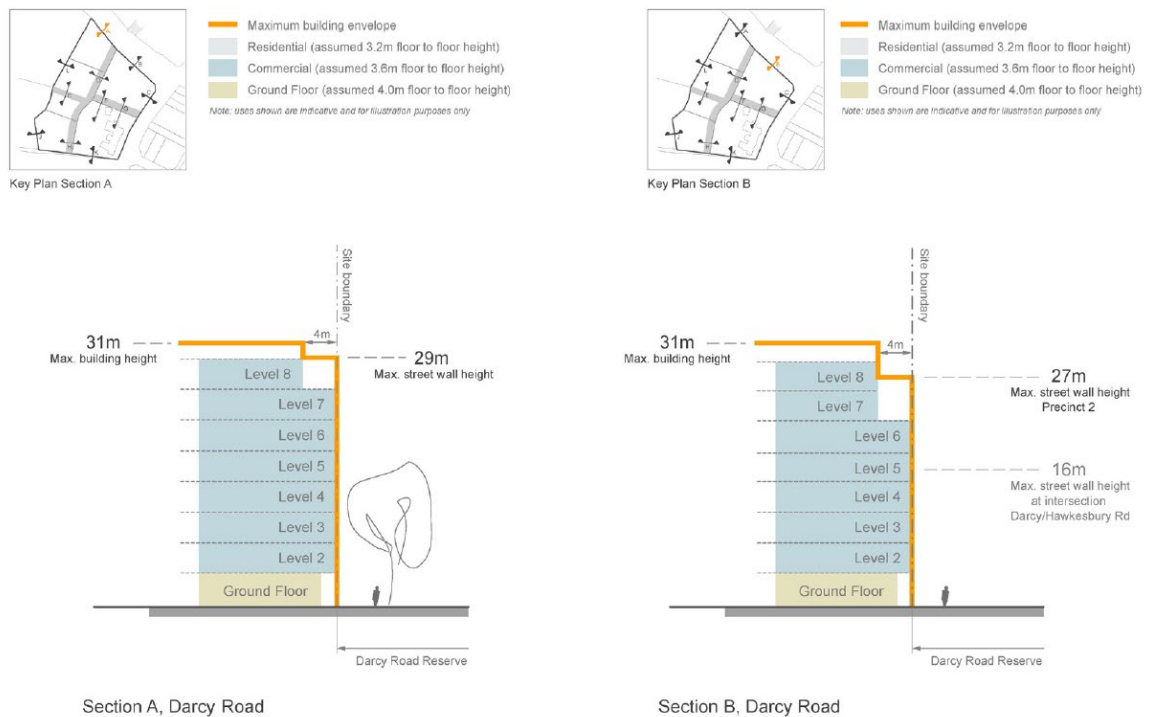 Maximum building envelope
Residential (assumed 3.2m floor to floor height)
Commercial (assumed 3.6m floor to floor height)
Ground Floor (assumed 4.0m floor to floor height)
Note: uses shown are indicative and for illustration purposes only
Key Plan Section A
Maximum building envelope
Residential (assumed 3.2m floor to floor height)
Commercial (assumed 3.6m floor to floor height)
Ground Floor (assumed 4.0m floor to floor height)
Note: uses shown are indicative and for illustration purposes only
Key Plan Section B
Site boundary
31m
Max. building height
4m
29m
Max. street wall height
Level 8
Level 7
Level 6
Level 5
Level 4
Level 3
Level 2
Ground Floor
Darcy Road Reserve
Section A, Darcy Road
Site boundary
31m
Max. building height
4m
27m
Max. street wall height
Precinct 2
16m
Max. street wall height
at intersection
Darcy/Hawkesbury Rd
Level 8
Level 7
Level 6
Level 5
Level 4
Level 3
Level 2
Ground Floor
Darcy Road Reserve
Section B, Darcy Road